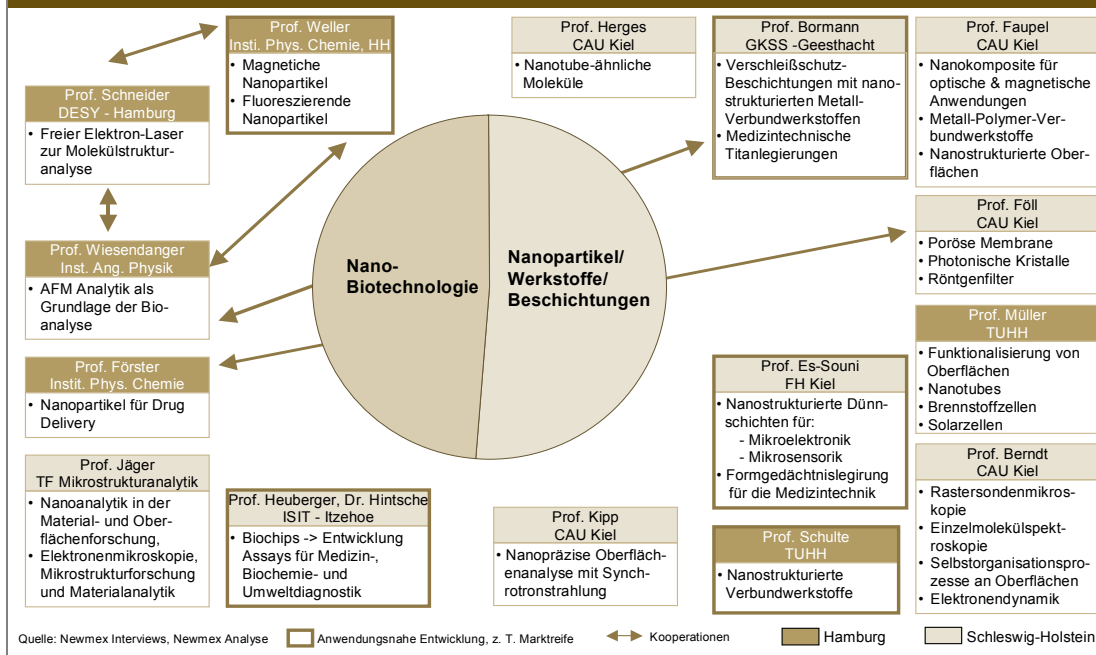 Prof. Weller
Insti. Phys. Chemie, HH
• Magnetiche
Nanopartikel
• Fluoreszierende
Nanopartikel
Prof. Herges
CAU Kiel
• Nanotube-ähnliche
Moleküle
Prof. Bormann
GKSS -Geesthacht
• Verschleißschutz-
Beschichtungen mit nano-
strukturierten Metall-
Verbundwerkstoffen
• Medizintechnische
Titanlegierungen
Prof. Faupel
CAU Kiel
• Nanokomposite für
optische & magnetische
Anwendungen
• Metall-Polymer-Ver-
bundwerkstoffe
• Nanostrukturierte Ober-
flächen
Prof. Schneider
DESY - Hamburg
• Freier Elektron-Laser
zur Molekülstruktur-
analyse
Prof. Wiesendanger
Inst. Ang. Physik
• AFM Analytik als
Grundlage der Bio-
analyse
Nano-
Biotechnologie
Nanopartikel/
Werkstoffe/
Beschichtungen
Prof. Föll
CAU Kiel
• Poröse Membrane
• Photonische Kristalle
• Röntgenfilter
Prof. Müller
TUHH
• Funktionalisierung von
Oberflächen
• Nanotubes
• Brennstoffzellen
• Solarzellen
Prof. Förster
Instit. Phys. Chemie
• Nanopartikel für Drug
Delivery
Prof. Es-Souni
FH Kiel
• Nanostrukturierte Dünn-
schichten für:
- Mikroelektronik
- Mikrosensorik
• Formgedächtnislegirung
für die Medizintechnik
Prof. Jäger
TF Mikrostrukturanalytik
• Nanoanalytik in der
Material- und Ober-
flächenforschung,
• Elektronenmikroskopie,
Mikrostrukturforschung
und Materialanalytik
Prof. Heuberger, Dr. Hintsche
ISIT - Itzehoe
• Biochips -> Entwicklung
Assays für Medizin-,
Biochemie- und
Umweltdiagnostik
Prof. Kipp
CAU Kiel
• Nanopräzise Oberfläch-
enanalyse mit Synch-
rotronstrahlung
Prof. Schulte
TUHH
• Nanostrukturierte
Verbundwerkstoffe
Prof. Berndt
CAU Kiel
• Rastersondenmikros-
kopie
• Einzelmolekülspekt-
roskopie
• Selbstorganisationspro-
zesse an Oberflächen
• Elektronendynamik
Quelle: Newmex Interviews, Newmex Analyse
Anwendungsnahe Entwicklung, z. T. Marktreife
Kooperationen
Hamburg
Schleswig-Holstein